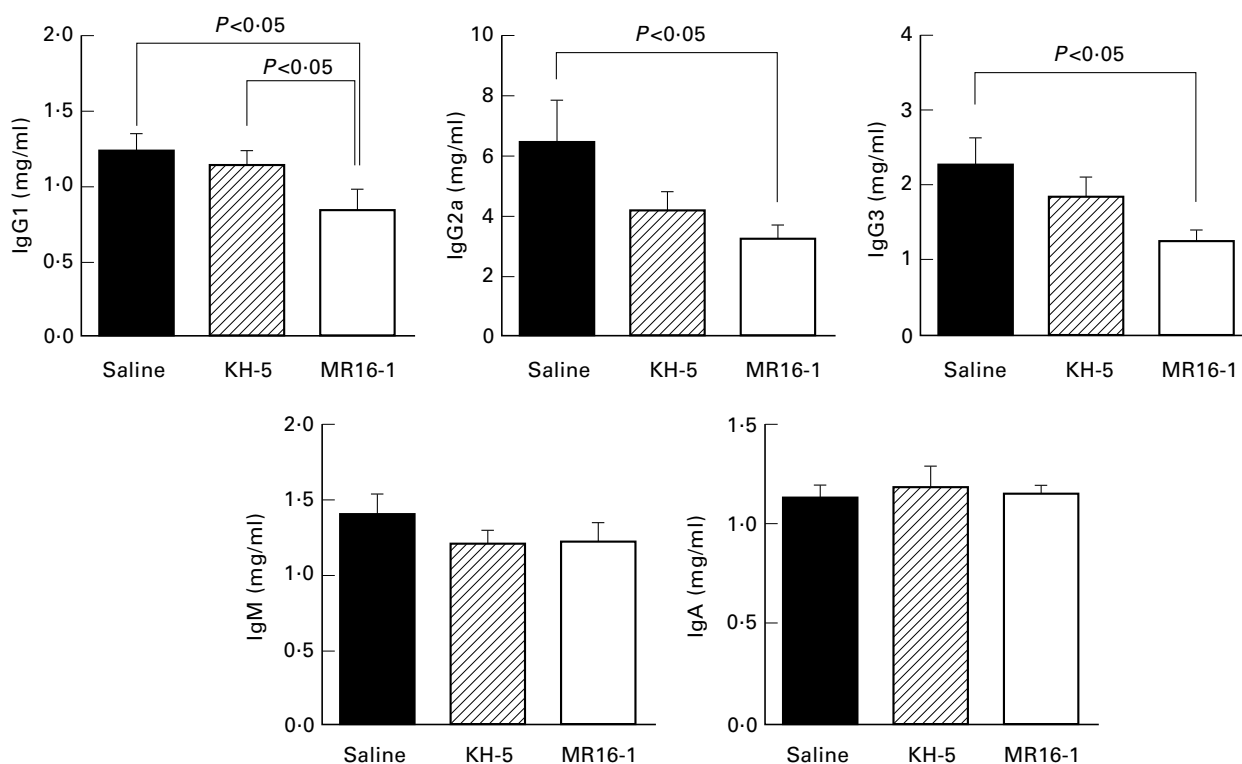 P<0·05
P<0·05
2·0
1·5
1·0
0·5
0·0
IgG1 (mg/ml)
Saline KH-5 MR16-1
P<0·05
10
8
6
4
2
0
IgG2a (mg/ml)
Saline KH-5 MR16-1
P<0·05
4
3
2
1
0
IgG3 (mg/ml)
Saline KH-5 MR16-1
2·0
1·5
1·0
0·5
0·0
IgM (mg/ml)
Saline KH-5 MR16-1
1·5
1·0
0·5
0·0
IgA (mg/ml)
Saline KH-5 MR16-1